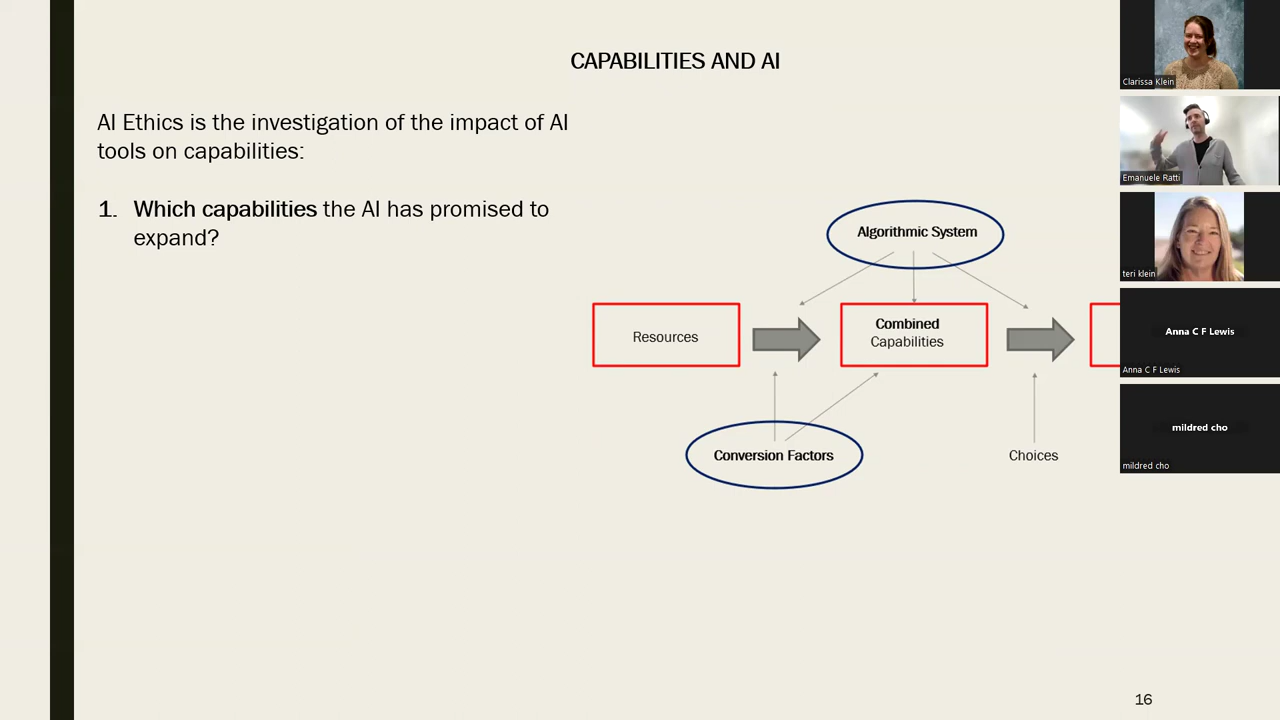 CAPABILITIES AND AI
AI Ethics is the investigation of the impact of AI
tools on capabilities:
1. Which capabilities the AI has promised to
expand?
Algorithmic System
Resources
Combined
Capabilities
Conversion Factors
Choices
16
Clarissa Klein
Emanuele Ratti
teri klein
Anna C F Lewis
Anna C F Lewis
mildred cho
mildred cho